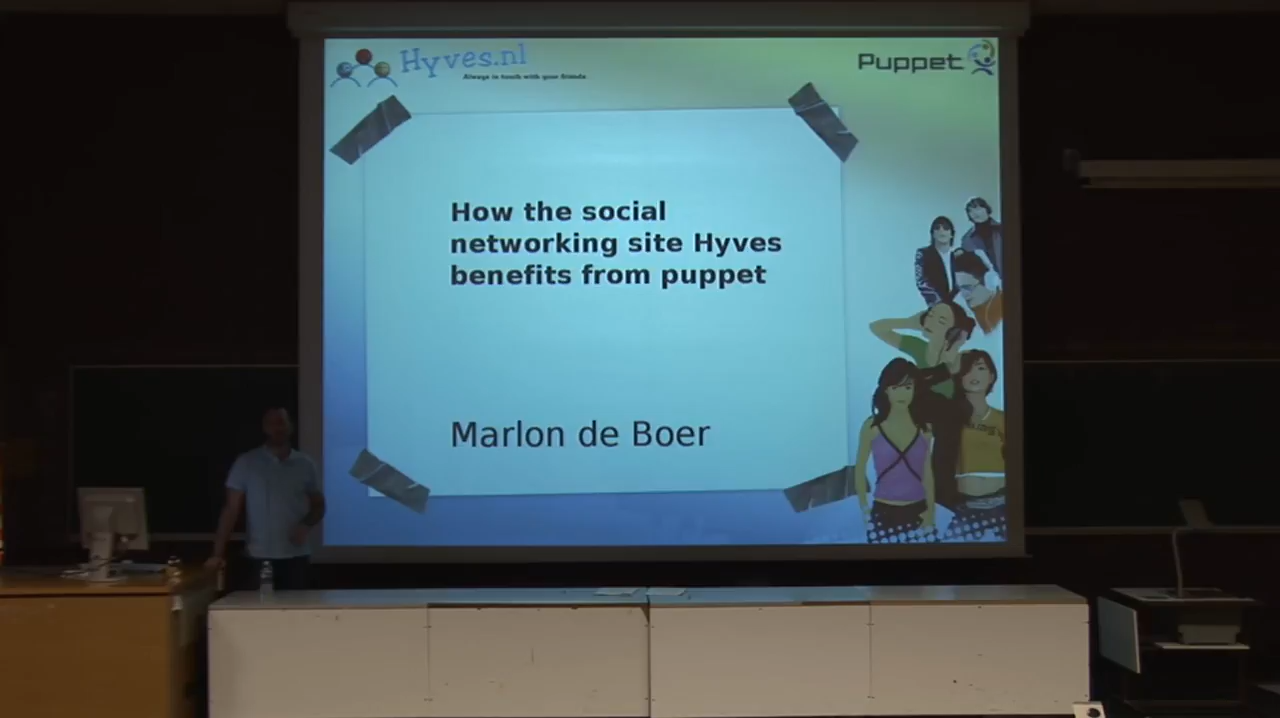 Hyves.nl
Always in touch with your friends
Puppet
How the social
networking site Hyves
benefits from puppet
Marlon de Boer